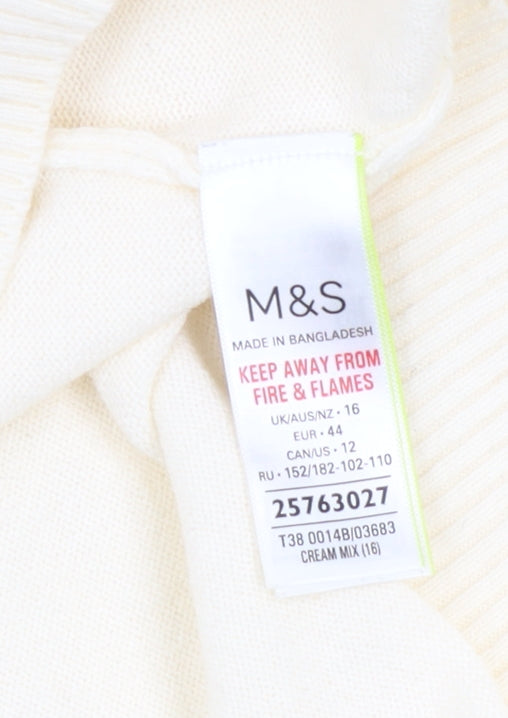 M&S
MADE IN BANGLADESH
KEEP AWAY FROM
FIRE & FLAMES
UK/AUS/NZ • 16
EUR • 44
CAN/US • 12
RU • 152/182-102-110
25763027
T38 0014B/03683
CREAM MIX (16)